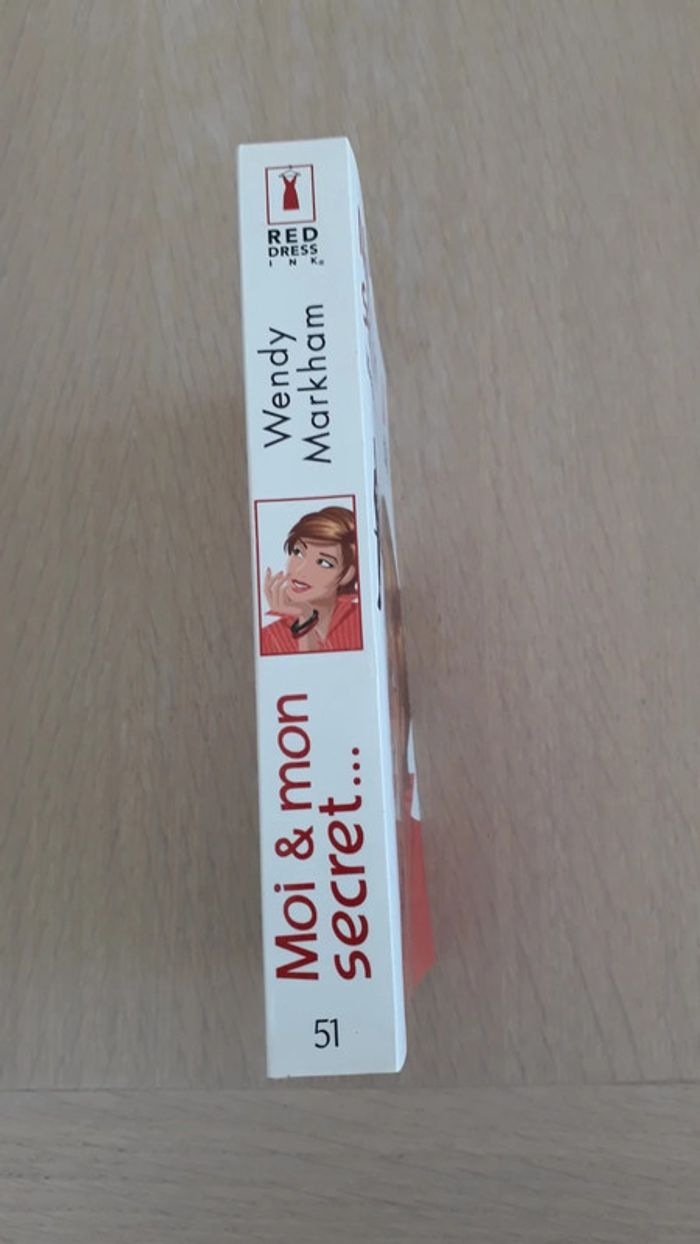 RED
DRESS
INK®
Wendy
Markham
Moi & mon
secret...
51